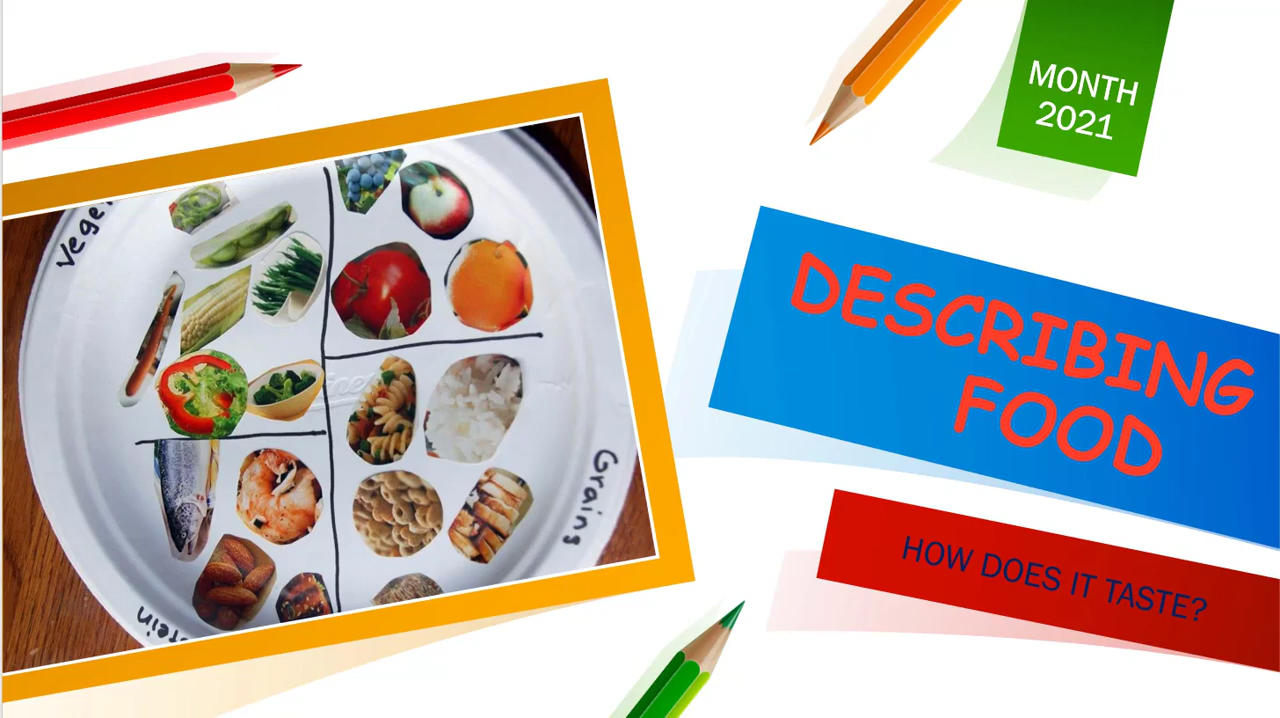 MONTH
2021
DESCRIBING
FOOD
HOW DOES IT TASTE?
Grains